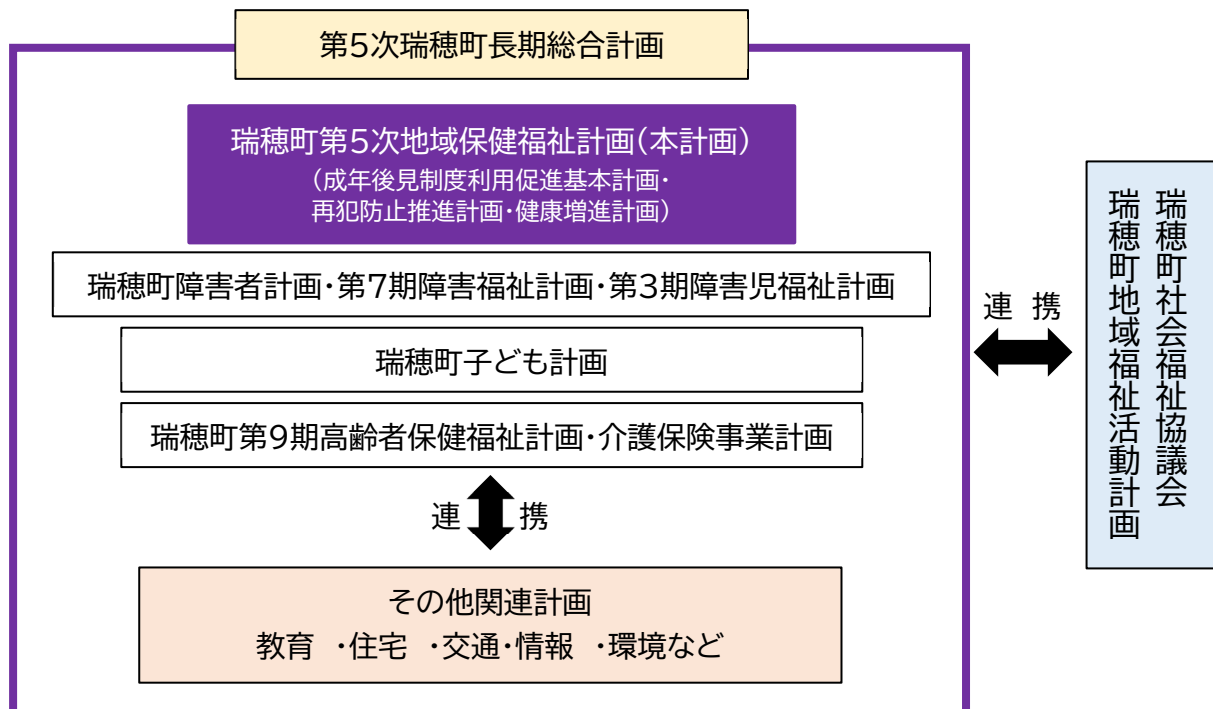 第5次瑞穂町長期総合計画
瑞穂町第5次地域保健福祉計画(本計画)
(成年後見制度利用促進基本計画・
再犯防止推進計画・健康増進計画)
瑞穂町障害者計画・第7期障害福祉計画・第3期障害児福祉計画
瑞穂町子ども計画
瑞穂町第9期高齢者保健福祉計画・介護保険事業計画
連 携
その他関連計画
教育 ・住宅 ・交通・情報 ・環境など
連 携
瑞穂町社会福祉協議会
瑞穂町地域福祉活動計画